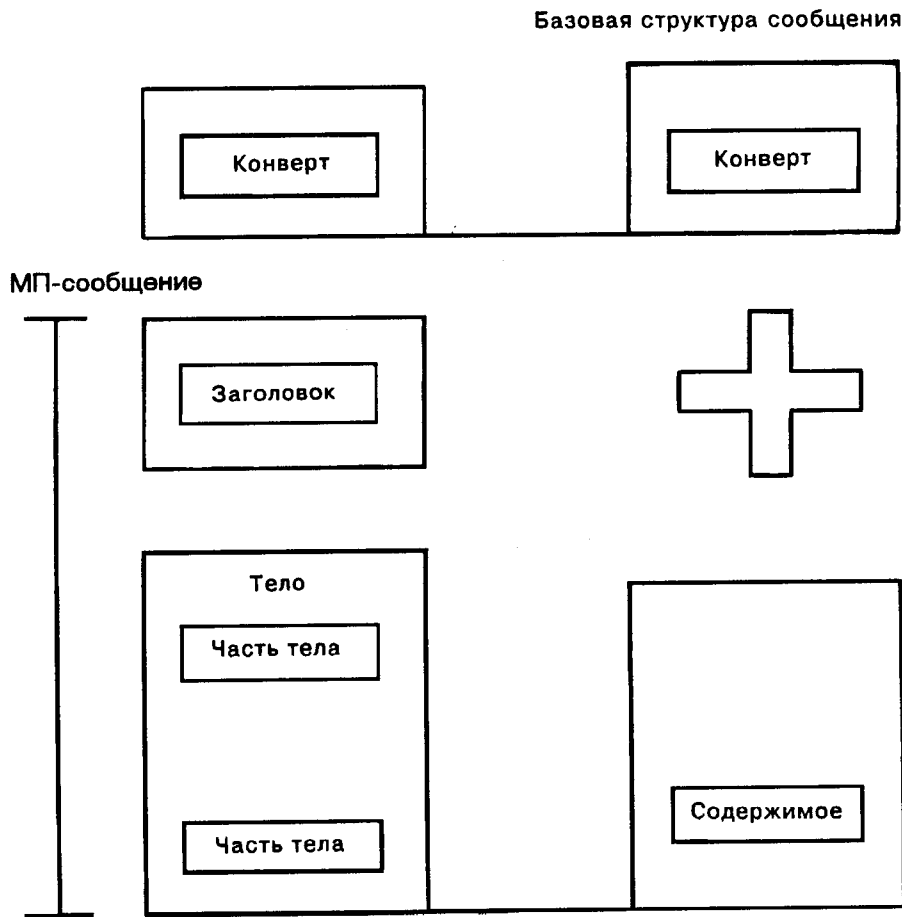 Базовая структура сообщения
Конверт
Конверт
МП-сообщение
Заголовок
Тело
Часть тела
Содержимое
Часть тела